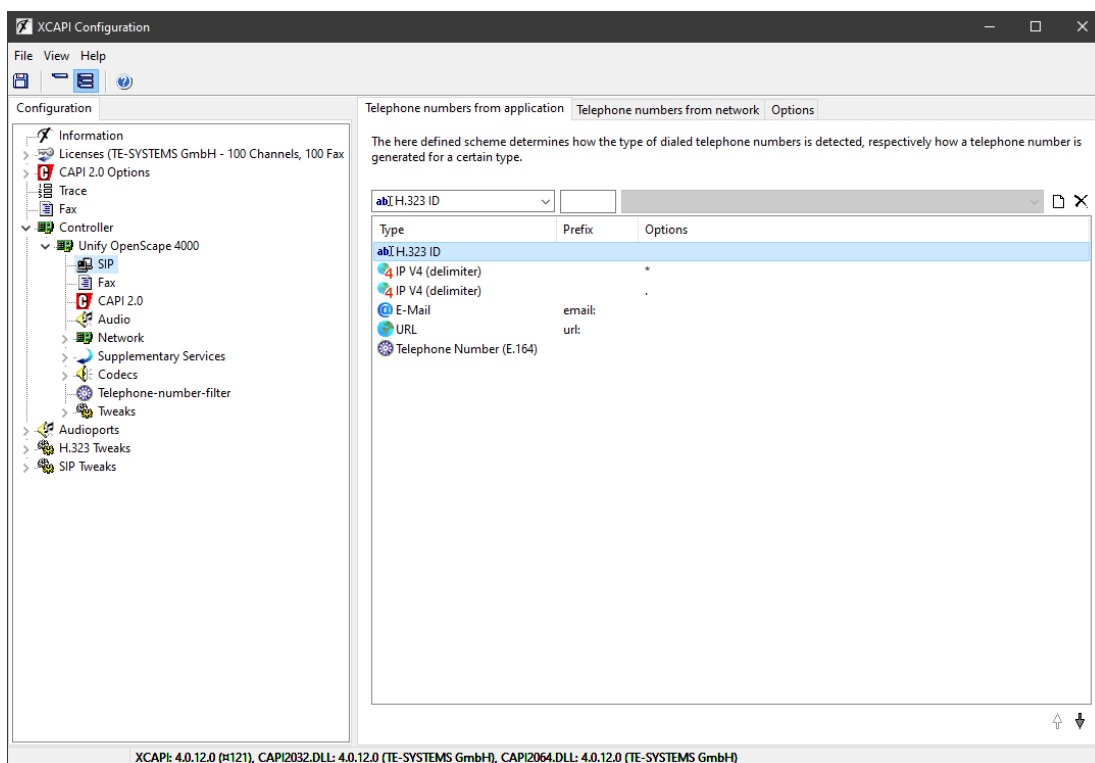 XCAPI Configuration
File View Help
Configuration
Information
Licenses (TE-SYSTEMS GmbH - 100 Channels, 100 Fax
CAPI 2.0 Options
Trace
Fax
Controller
Unify OpenScape 4000
SIP
Fax
CAPI 2.0
Audio
Network
Supplementary Services
Codecs
Telephone-number-filter
Tweaks
Audioports
H.323 Tweaks
SIP Tweaks
Telephone numbers from application Telephone numbers from network Options
The here defined scheme determines how the type of dialed telephone numbers is detected, respectively how a telephone number is
generated for a certain type.
H.323 ID
Type Prefix Options
H.323 ID
IP V4 (delimiter) *
IP V4 (delimiter) .
E-Mail email:
URL url:
Telephone Number (E.164)
XCAPI: 4.0.12.0 (¤121), CAPI2032.DLL: 4.0.12.0 (TE-SYSTEMS GmbH), CAPI2064.DLL: 4.0.12.0 (TE-SYSTEMS GmbH)